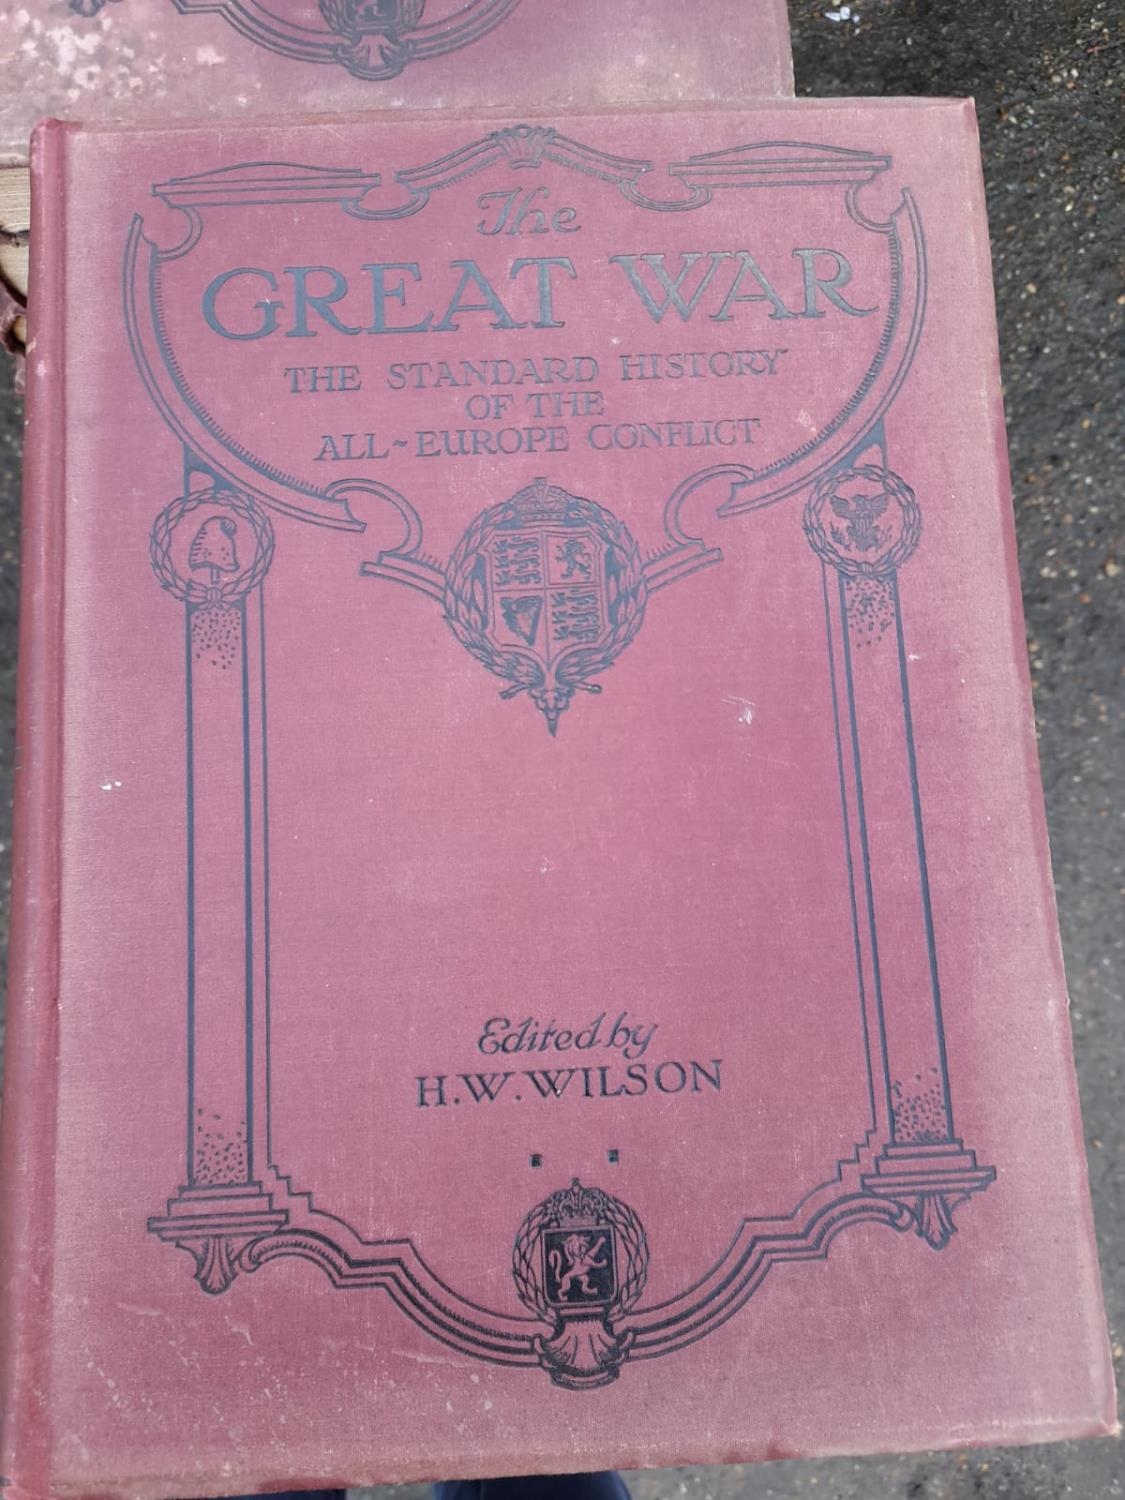 The
GREAT WAR
THE STANDARD HISTORY
OF THE
ALL~EUROPE CONFLICT
Edited by
H.W.WILSON